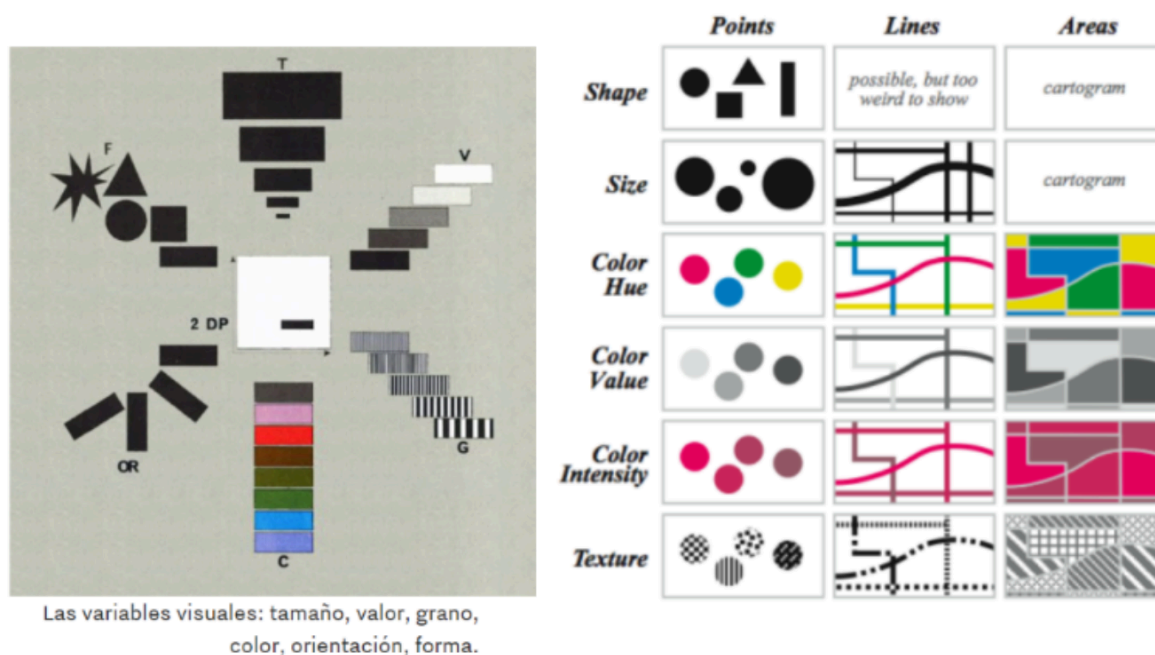 T
F
V
2 DP
OR
G
C
Las variables visuales: tamaño, valor, grano,
color, orientación, forma.
Points Lines Areas
Shape
possible, but too
weird to show
cartogram
Size
cartogram
Color
Hue
Color
Value
Color
Intensity
Texture